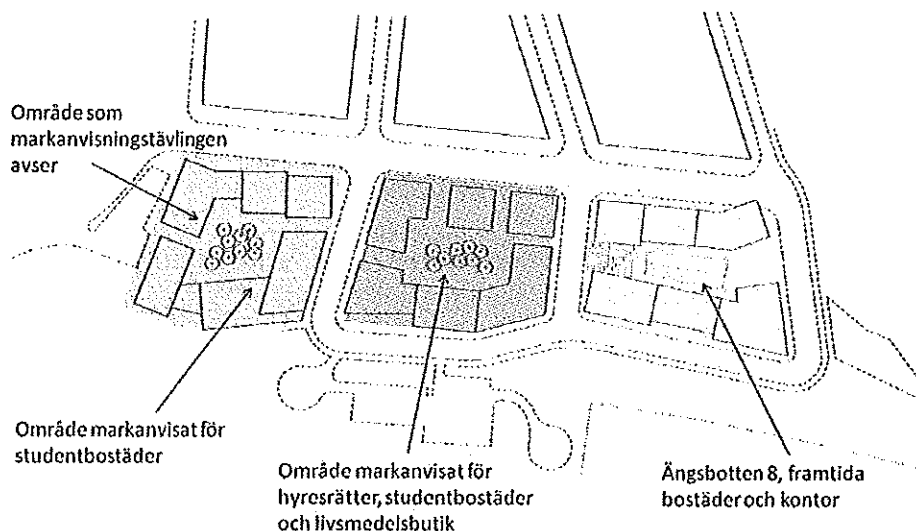 Område som
markanvisningstävlingen
avser
Område markanvisat för
studentbostäder
Område markanvisat för
hyresrätter, studentbostäder
och livsmedelsbutik
Ängsbotten 8, framtida
bostäder och kontor